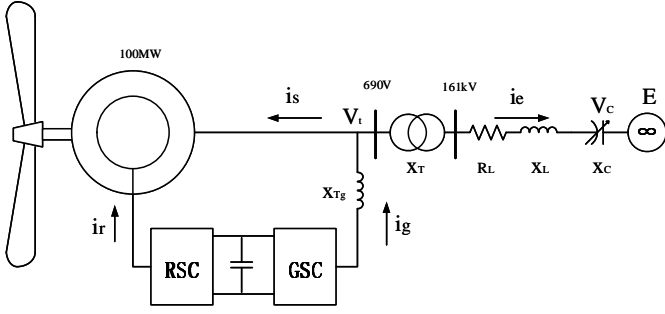 100MW
690V
161kV
is
Vt
ie
VC
E
∞
XT
RL
XL
XC
XTg
ir
ig
RSC
GSC